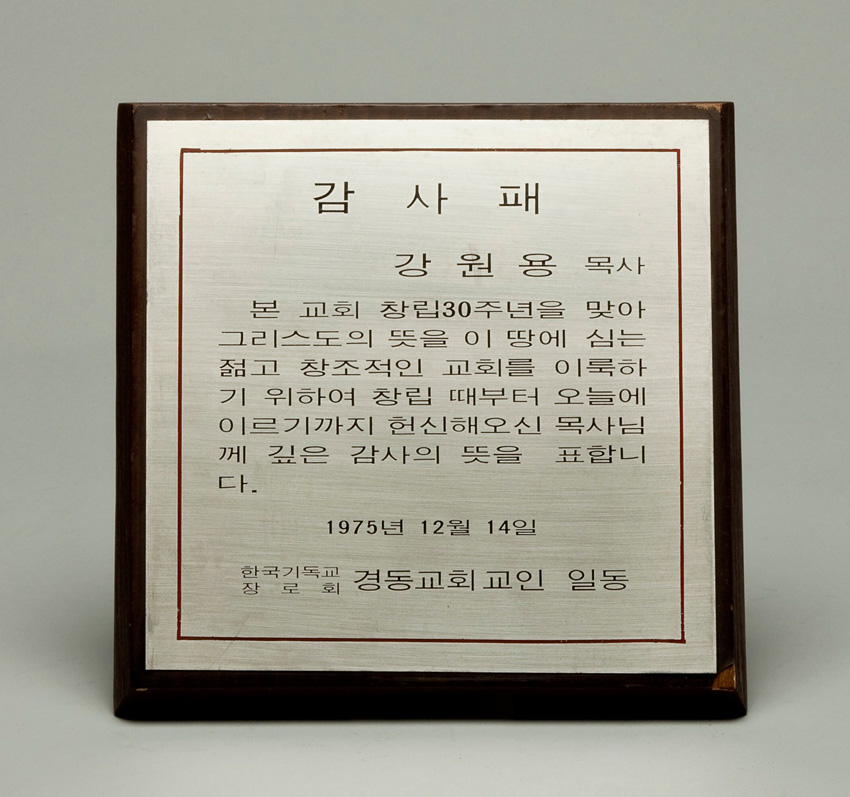 감 사 패
강 원 용 목사
본 교회 창립30주년을 맞아
그리스도의 뜻을 이 땅에 심는
젊고 창조적인 교회를 이룩하
기 위하여 창립 때부터 오늘에
이르기까지 헌신해오신 목사님
께 깊은 감사의 뜻을 표합니
다.
1975년 12월 14일
한국기독교
장 로 회 경동교회 교인 일동